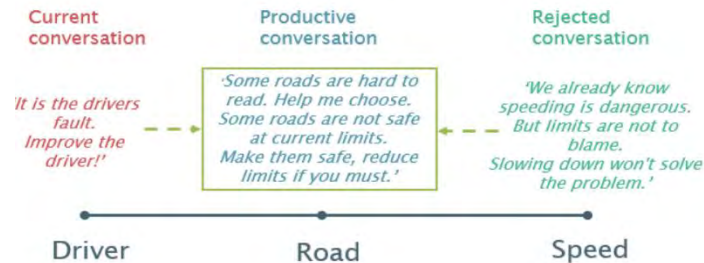 Current
conversation
Productive
conversation
Rejected
conversation
'It is the drivers
fault.
Improve the
driver!'
'Some roads are hard to
read. Help me choose.
Some roads are not safe
at current limits.
Make them safe, reduce
limits if you must.'
'We already know
speeding is dangerous.
But limits are not to
blame.
Slowing down won't solve
the problem.'
Driver
Road
Speed